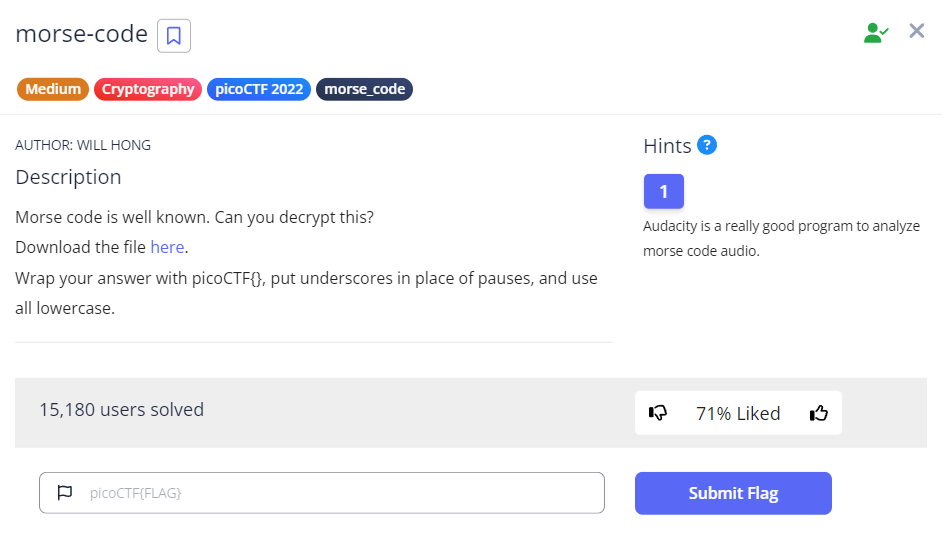 morse-code
Medium Cryptography picoCTF 2022 morse_code
AUTHOR: WILL HONG
Description
Morse code is well known. Can you decrypt this?
Download the file here.
Wrap your answer with picoCTF{}, put underscores in place of pauses, and use
all lowercase.
Hints ?
1
Audacity is a really good program to analyze
morse code audio.
15,180 users solved
71% Liked
picoCTF{FLAG}
Submit Flag